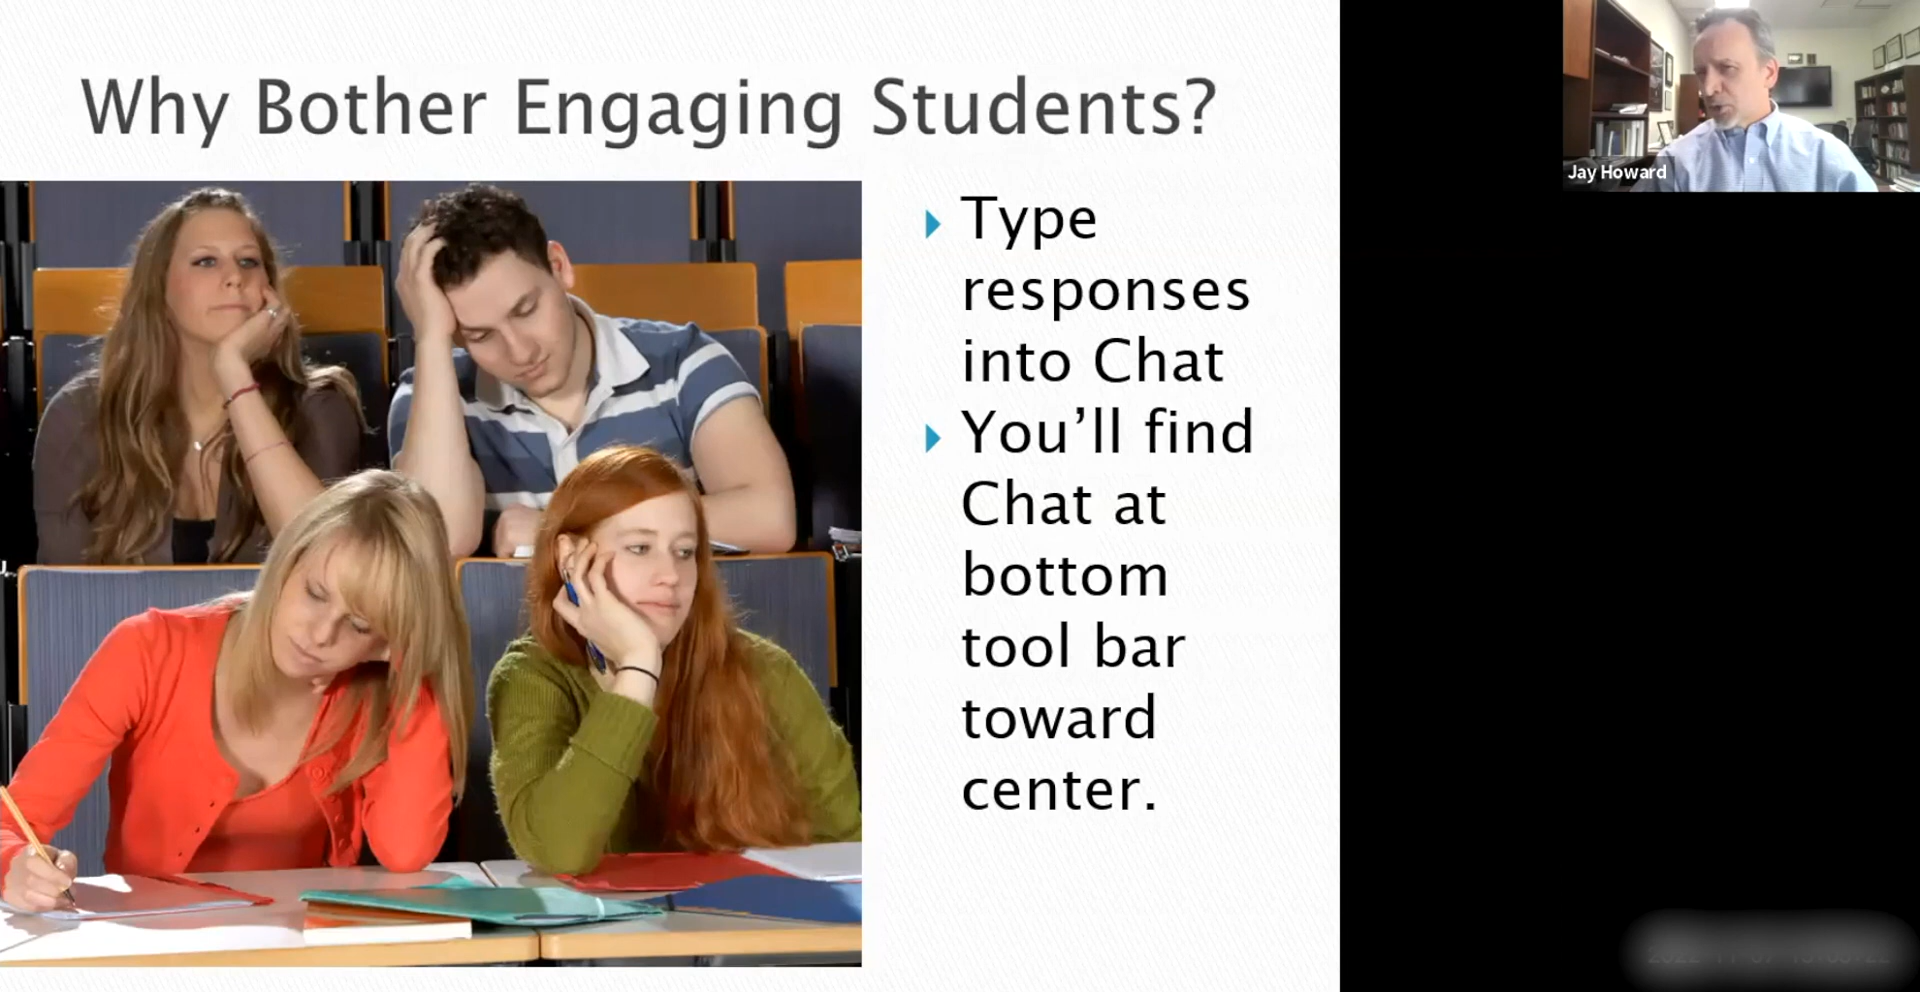 Why Bother Engaging Students?
Type
responses
into Chat
You’ll find
Chat at
bottom
tool bar
toward
center.
Jay Howard